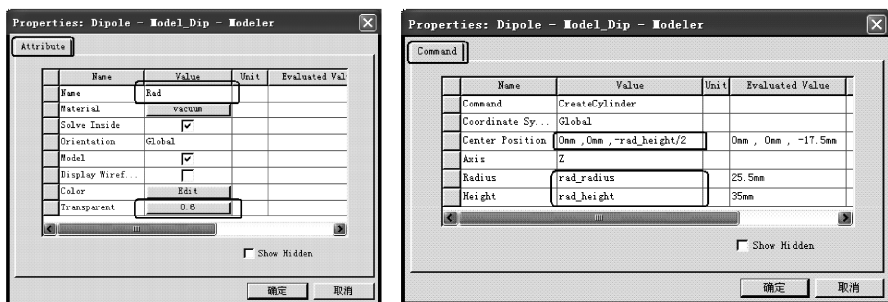 Properties: Dipole - Model_Dip - Modeler
Attribute
Name Value Unit Evaluated Val
Name Rad
Material vacuum
Solve Inside
Orientation Global
Model
Display Wiref...
Color Edit
Transparent 0.6
Show Hidden
确定 取消
Properties: Dipole - Model_Dip - Modeler
Command
Name Value Unit Evaluated Value
Command CreateCylinder
Coordinate Sy... Global
Center Position 0mm ,0mm ,-rad_height/2 0mm , 0mm , -17.5mm
Axis Z
Radius rad_radius 25.5mm
Height rad_height 35mm
Show Hidden
确定 取消